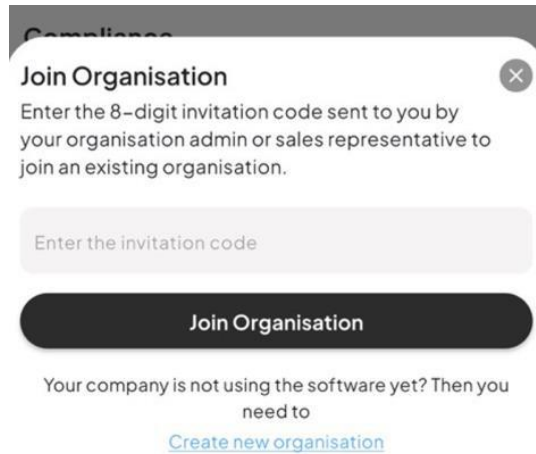 Compliance
Join Organisation
Enter the 8-digit invitation code sent to you by
your organisation admin or sales representative to
join an existing organisation.
Enter the invitation code
Join Organisation
Your company is not using the software yet? Then you
need to
Create new organisation